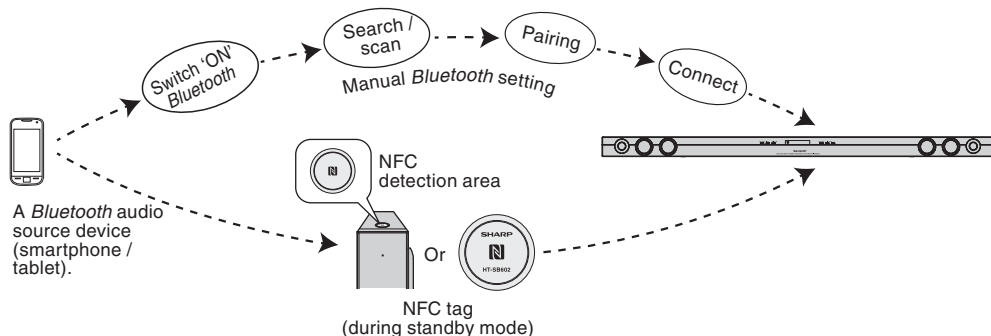 Switch 'ON'
Bluetooth
Search /
scan
Pairing
Connect
Manual Bluetooth setting
SHARP
NFC
detection area
A Bluetooth audio
source device
(smartphone /
tablet).
Or
SHARP
HT-SB602
NFC tag
(during standby mode)